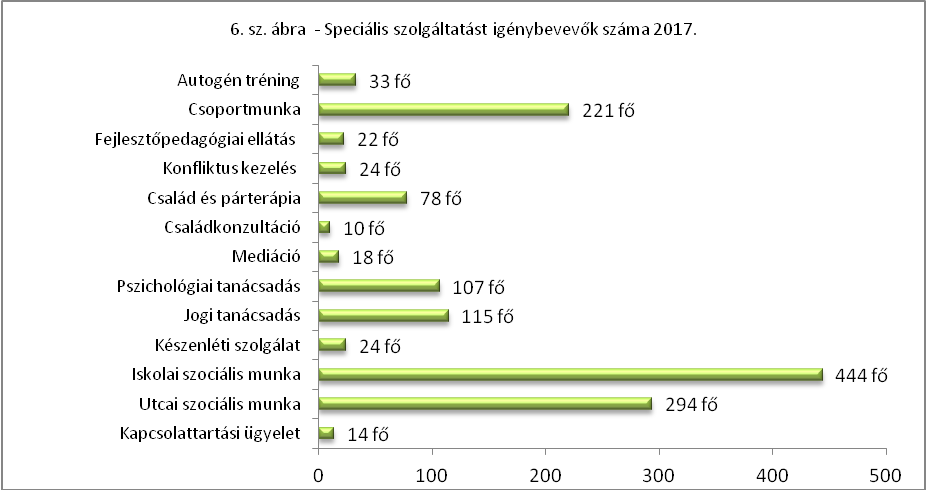 6. sz. ábra  - Speciális szolgáltatást igénybevevők száma 2017.
Autogén tréning 33 fő
Csoportmunka 221 fő
Fejlesztőpedagógiai ellátás 22 fő
Konfliktus kezelés 24 fő
Család és párterápia 78 fő
Családkonzultáció 10 fő
Mediáció 18 fő
Pszichológiai tanácsadás 107 fő
Jogi tanácsadás 115 fő
Készenléti szolgálat 24 fő
Iskolai szociális munka 444 fő
Utcai szociális munka 294 fő
Kapcsolattartási ügyelet 14 fő
0 100 200 300 400 500